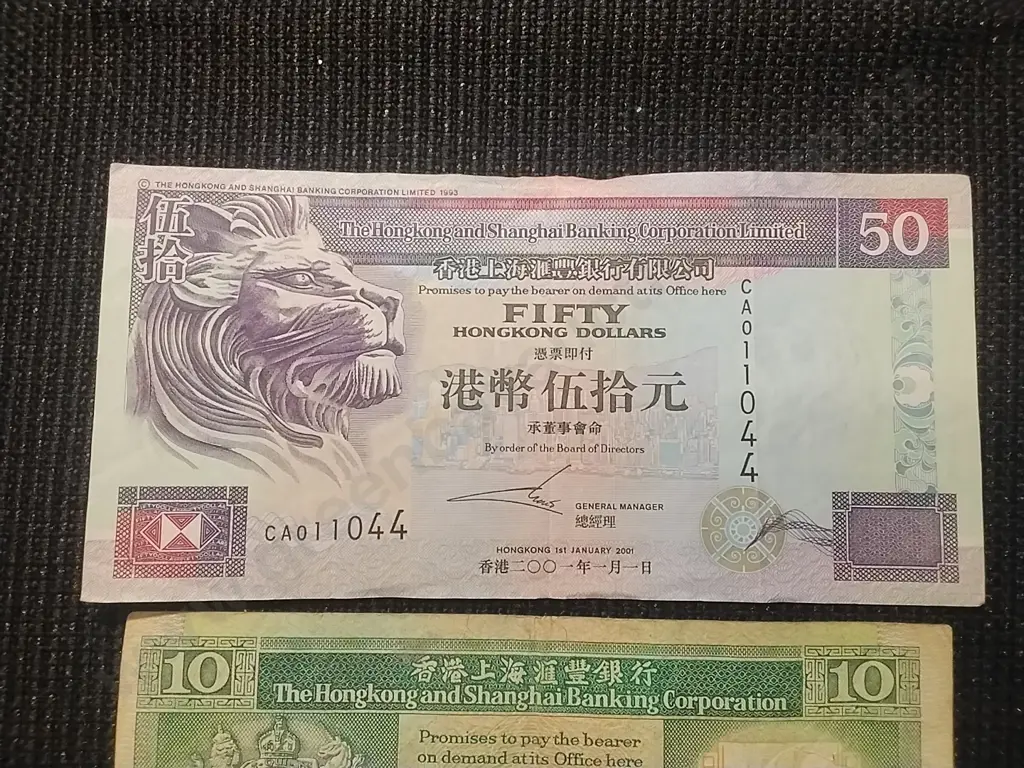 © THE HONGKONG AND SHANGHAI BANKING CORPORATION LIMITED 1993
伍拾
The Hongkong and Shanghai Banking Corporation Limited
50
香港上海滙豐銀行有限公司
Promises to pay the bearer on demand at its Office here
CA011044
FIFTY
HONGKONG DOLLARS
憑票即付
港幣伍拾元
承董事會命
By order of the Board of Directors
GENERAL MANAGER
總經理
CA011044
HONGKONG 1st JANUARY 2001
香港二〇〇一年一月一日
10
香港上海滙豐銀行
10
The Hongkong and Shanghai Banking Corporation
Promises to pay the bearer
on demand at its Office here